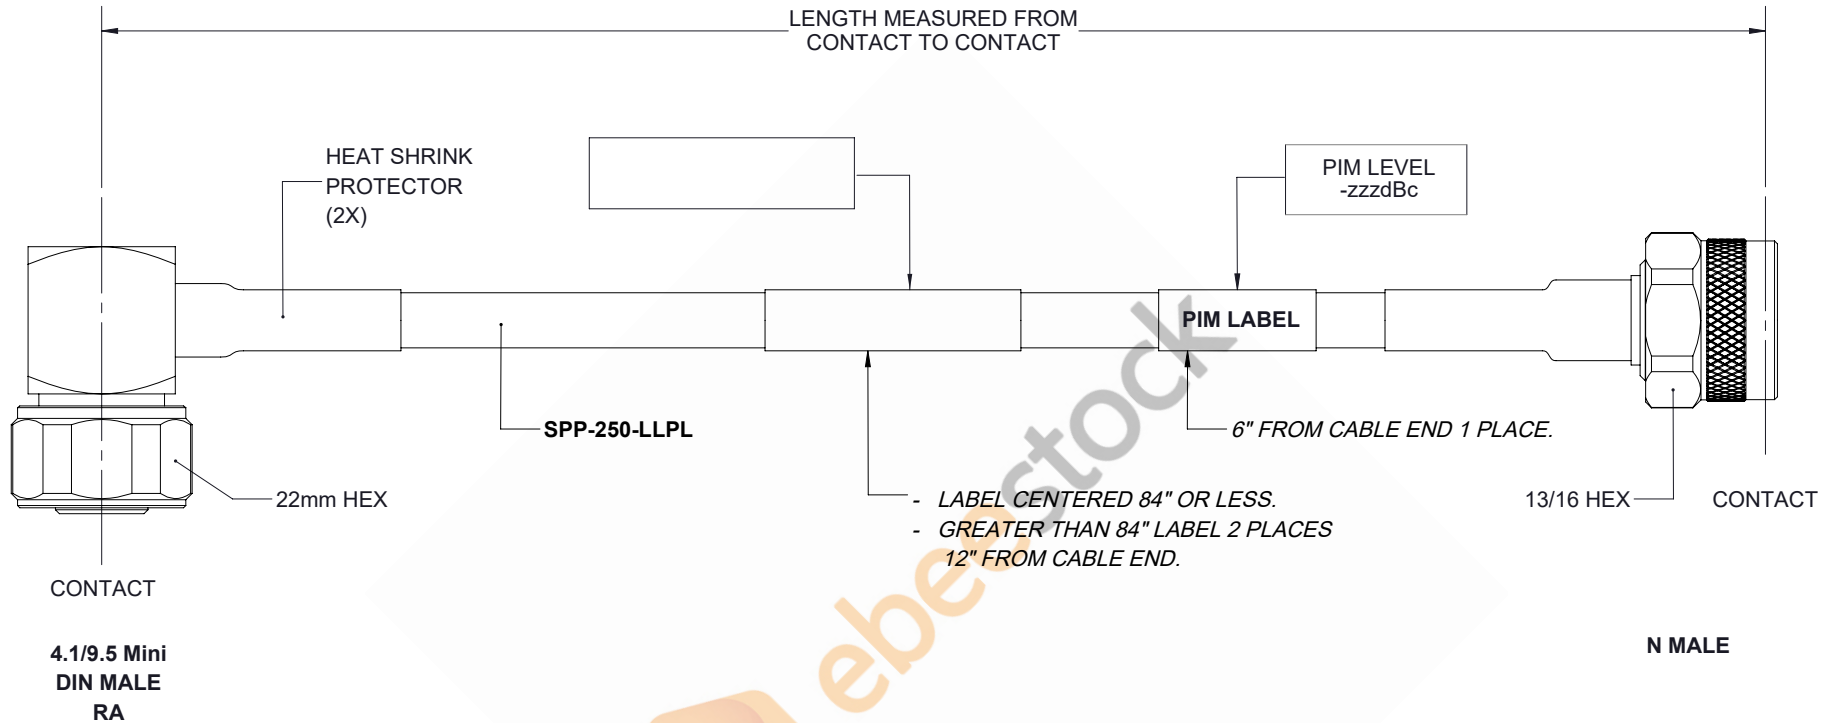 LENGTH MEASURED FROM
CONTACT TO CONTACT
HEAT SHRINK
PROTECTOR
(2X)
PIM LEVEL
-zzzdBc
PIM LABEL
SPP-250-LLPL
6" FROM CABLE END 1 PLACE.
22mm HEX
- LABEL CENTERED 84" OR LESS.
- GREATER THAN 84" LABEL 2 PLACES
12" FROM CABLE END.
13/16 HEX
CONTACT
CONTACT
4.1/9.5 Mini
DIN MALE
RA
N MALE
ebeestock